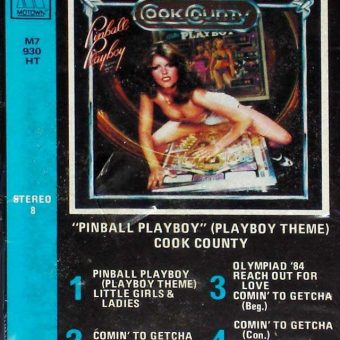 MOTOWN
M7
930
HT
STEREO
8
COOK COUNTY
Pinball
Playboy
PLAYBOY
"PINBALL PLAYBOY" (PLAYBOY THEME)
COOK COUNTY
1 PINBALL PLAYBOY
(PLAYBOY THEME)
LITTLE GIRLS &
LADIES
3 OLYMPIAD '84
REACH OUT FOR
LOVE
COMIN' TO GETCHA
(Beg.)
2 COMIN' TO GETCHA
4 COMIN' TO GETCHA
(Con.)